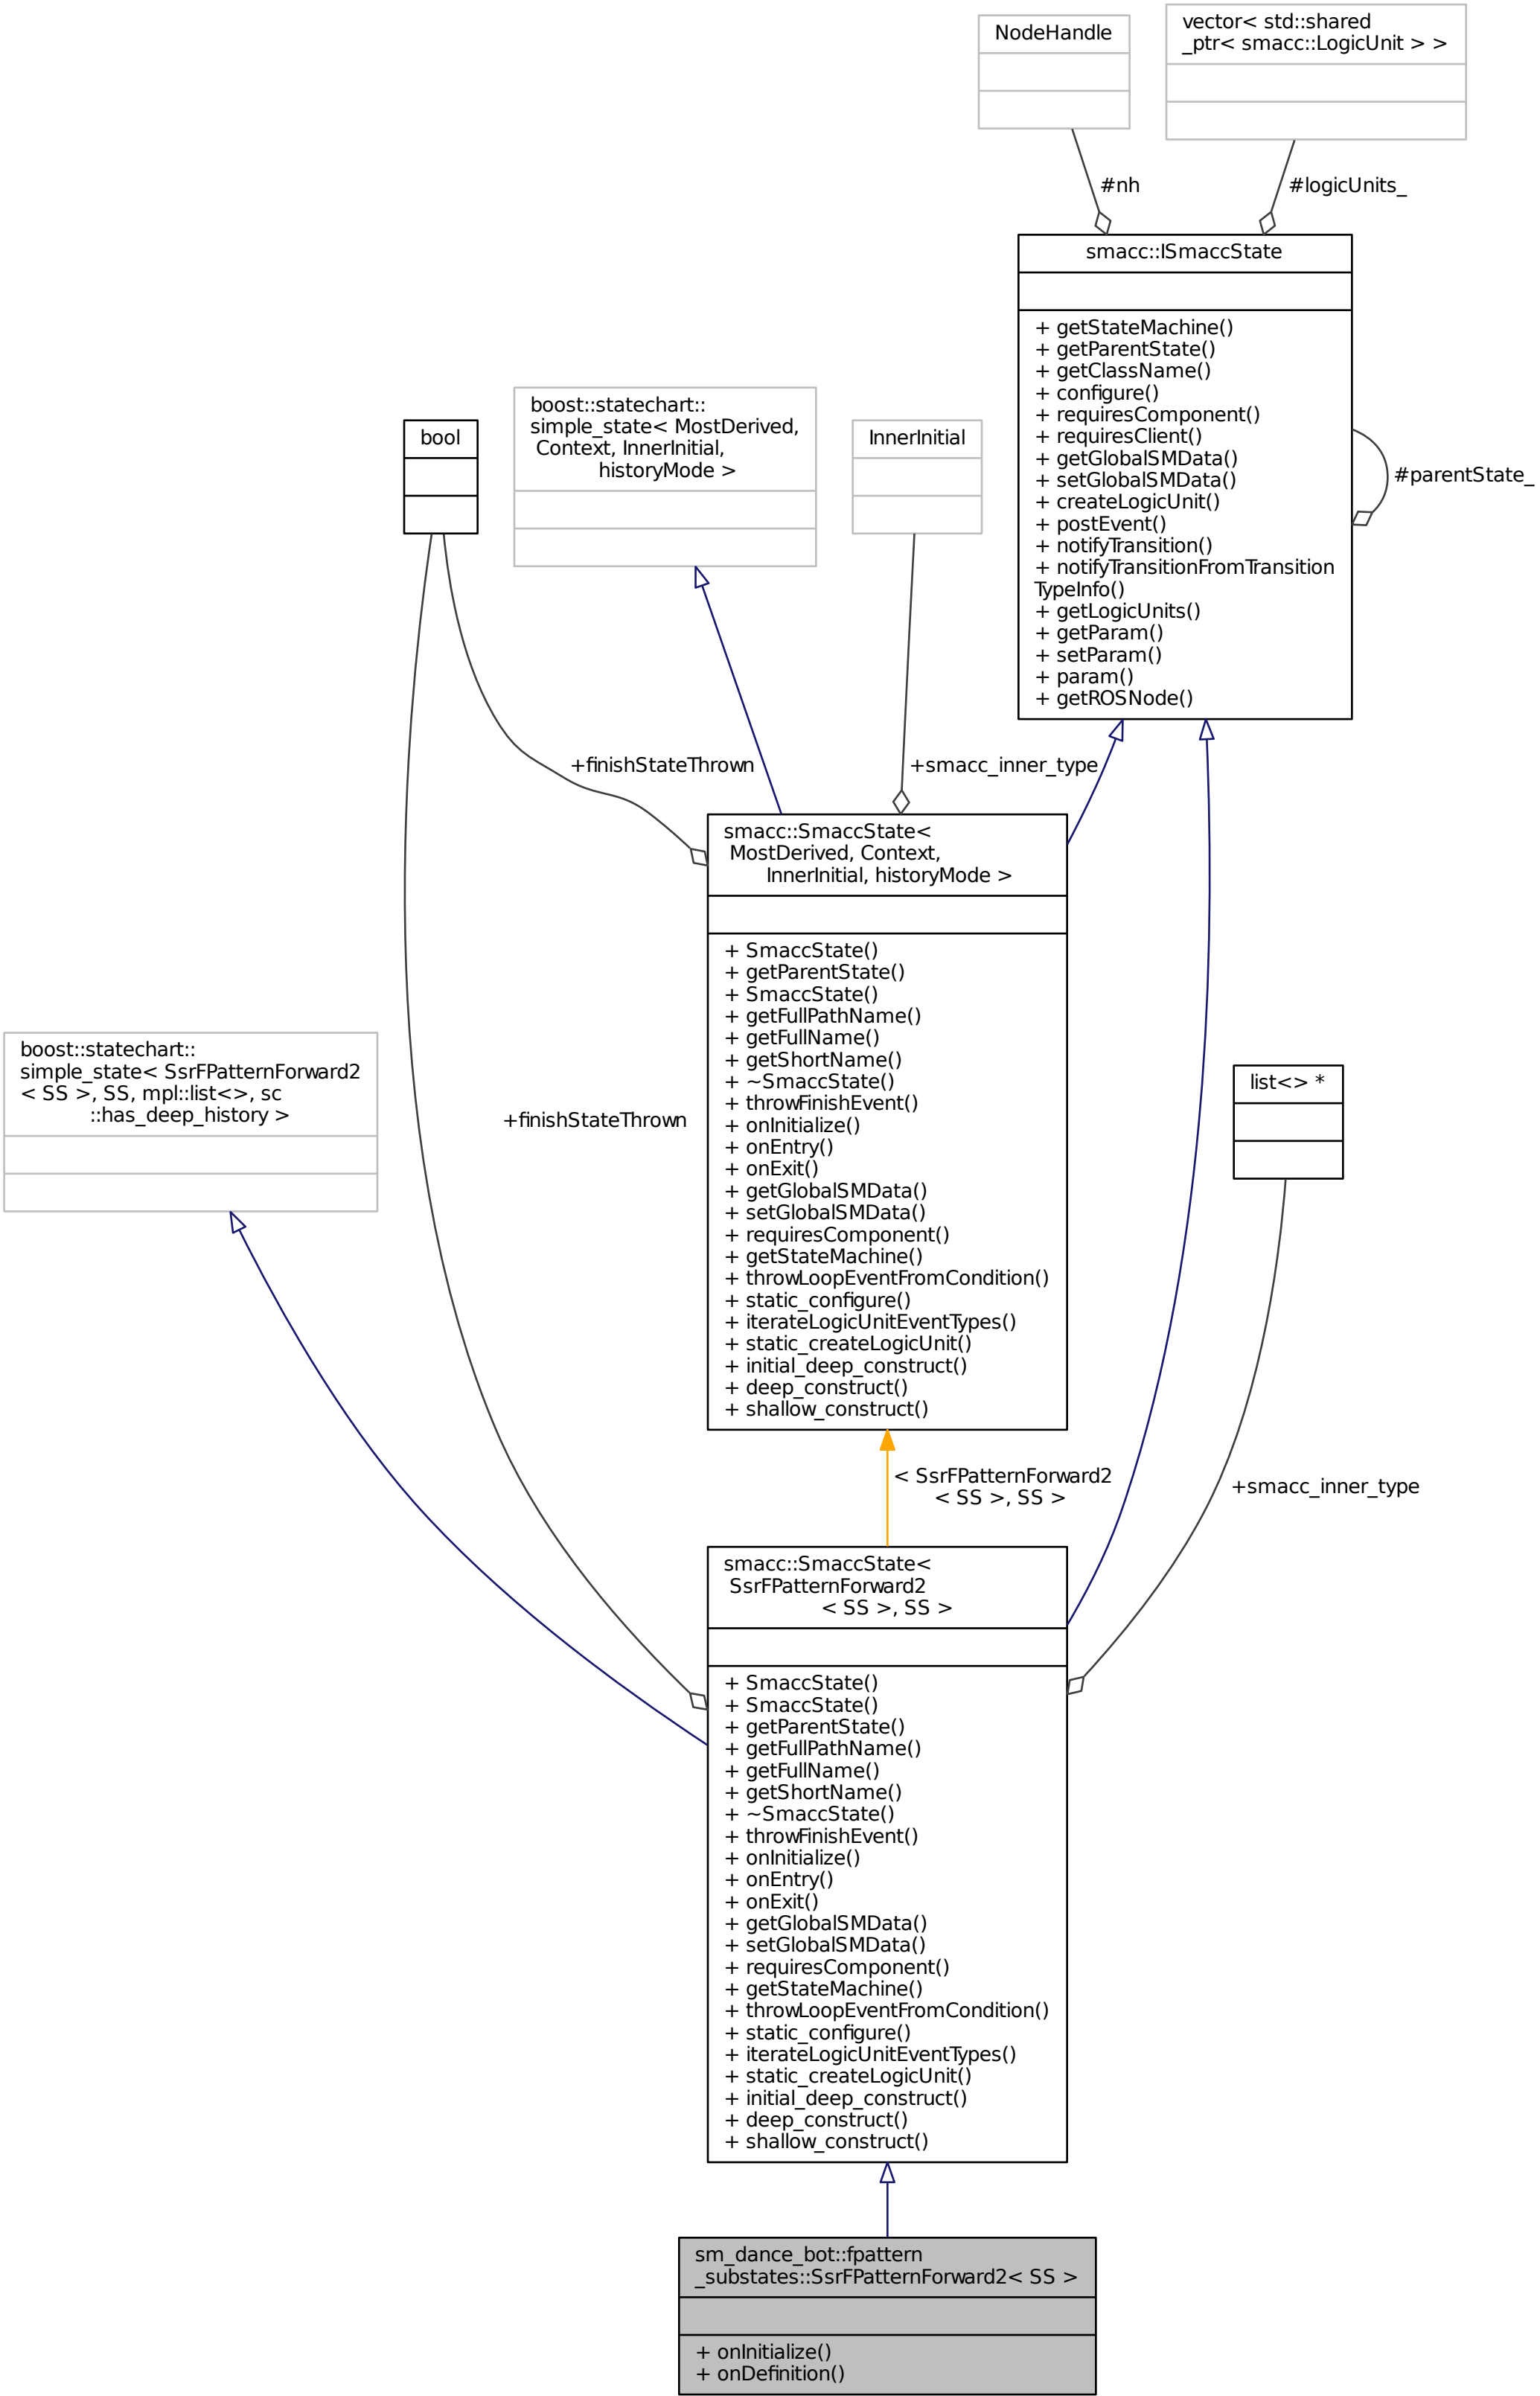 NodeHandle
vector< std::shared
_ptr< smacc::LogicUnit > >
#nh
#logicUnits_
smacc::ISmaccState
+ getStateMachine()
+ getParentState()
+ getClassName()
+ configure()
+ requiresComponent()
+ requiresClient()
+ getGlobalSMData()
+ setGlobalSMData()
+ createLogicUnit()
+ postEvent()
+ notifyTransition()
+ notifyTransitionFromTransition
TypeInfo()
+ getLogicUnits()
+ getParam()
+ setParam()
+ param()
+ getROSNode()
#parentState_
bool
boost::statechart::
simple_state< MostDerived,
Context, InnerInitial,
historyMode >
InnerInitial
+finishStateThrown
+smacc_inner_type
smacc::SmaccState<
MostDerived, Context,
InnerInitial, historyMode >
+ SmaccState()
+ getParentState()
+ SmaccState()
+ getFullPathName()
+ getFullName()
+ getShortName()
+ ~SmaccState()
+ throwFinishEvent()
+ onInitialize()
+ onEntry()
+ onExit()
+ getGlobalSMData()
+ setGlobalSMData()
+ requiresComponent()
+ getStateMachine()
+ throwLoopEventFromCondition()
+ static_configure()
+ iterateLogicUnitEventTypes()
+ static_createLogicUnit()
+ initial_deep_construct()
+ deep_construct()
+ shallow_construct()
boost::statechart::
simple_state< SsrFPatternForward2
< SS >, SS, mpl::list<>, sc
::has_deep_history >
+finishStateThrown
list<> *
< SsrFPatternForward2
< SS >, SS >
+smacc_inner_type
smacc::SmaccState<
SsrFPatternForward2
< SS >, SS >
+ SmaccState()
+ SmaccState()
+ getParentState()
+ getFullPathName()
+ getFullName()
+ getShortName()
+ ~SmaccState()
+ throwFinishEvent()
+ onInitialize()
+ onEntry()
+ onExit()
+ getGlobalSMData()
+ setGlobalSMData()
+ requiresComponent()
+ getStateMachine()
+ throwLoopEventFromCondition()
+ static_configure()
+ iterateLogicUnitEventTypes()
+ static_createLogicUnit()
+ initial_deep_construct()
+ deep_construct()
+ shallow_construct()
sm_dance_bot::fpattern
_substates::SsrFPatternForward2< SS >
+ onInitialize()
+ onDefinition()